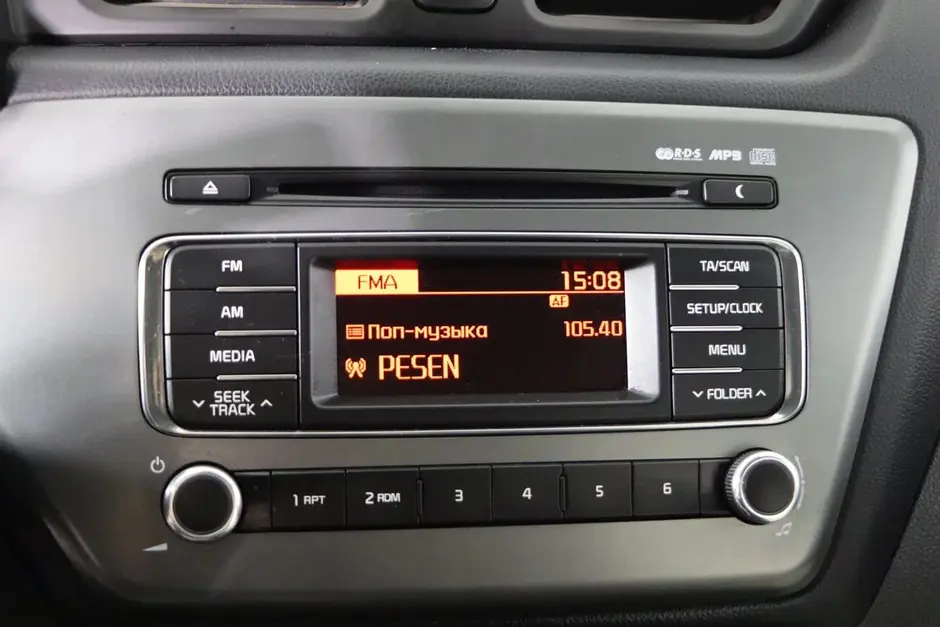 R·D·S MP3
FM
AM
MEDIA
SEEK
TRACK
FMA 15:08
AF
Поп-музыка 105.40
PESEN
TA/SCAN
SETUP/CLOCK
MENU
FOLDER
1 RPT 2 RDM 3 4 5 6